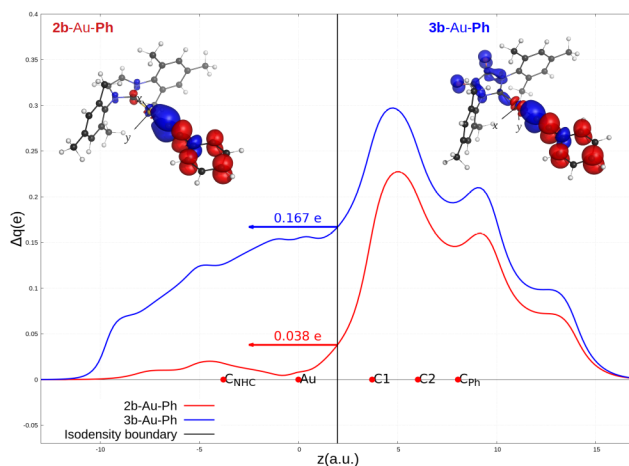 2b-Au-Ph
3b-Au-Ph
0.4
0.35
0.3
0.25
0.2
0.15
0.1
0.05
0
-0.05
Δq(e)
x
y
x
y
0.167 e
0.038 e
C_NHC
Au
C1
C2
C_Ph
2b-Au-Ph
3b-Au-Ph
Isodensity boundary
-10
-5
0
5
10
15
z(a.u.)